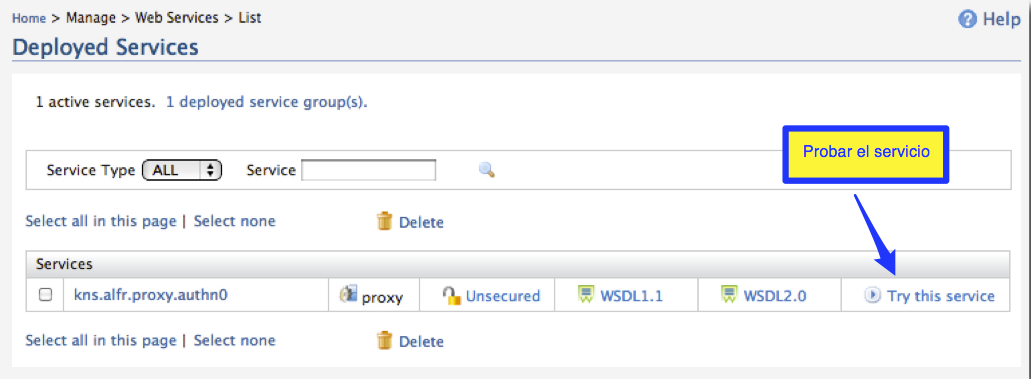 Home > Manage > Web Services > List
Help
Deployed Services
1 active services. 1 deployed service group(s).
Probar el servicio
Service Type ALL Service
Select all in this page | Select none Delete
Services
kns.alfr.proxy.authn0 proxy Unsecured WSDL1.1 WSDL2.0 Try this service
Select all in this page | Select none Delete